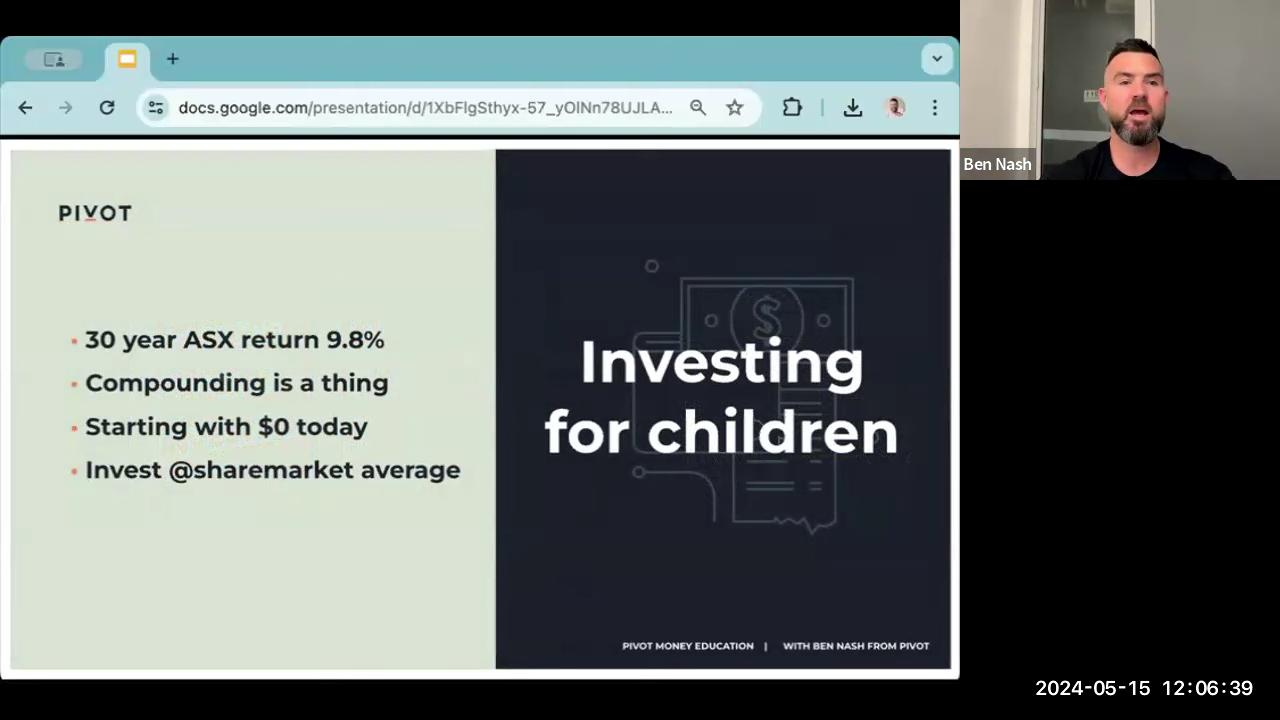 docs.google.com/presentation/d/1XbFIgSthyx-57_yOlNn78UJLA...
Ben Nash
PIVOT
30 year ASX return 9.8%
Compounding is a thing
Starting with $0 today
Invest @sharemarket average
$
Investing
for children
PIVOT MONEY EDUCATION | WITH BEN NASH FROM PIVOT
2024-05-15 12:06:39